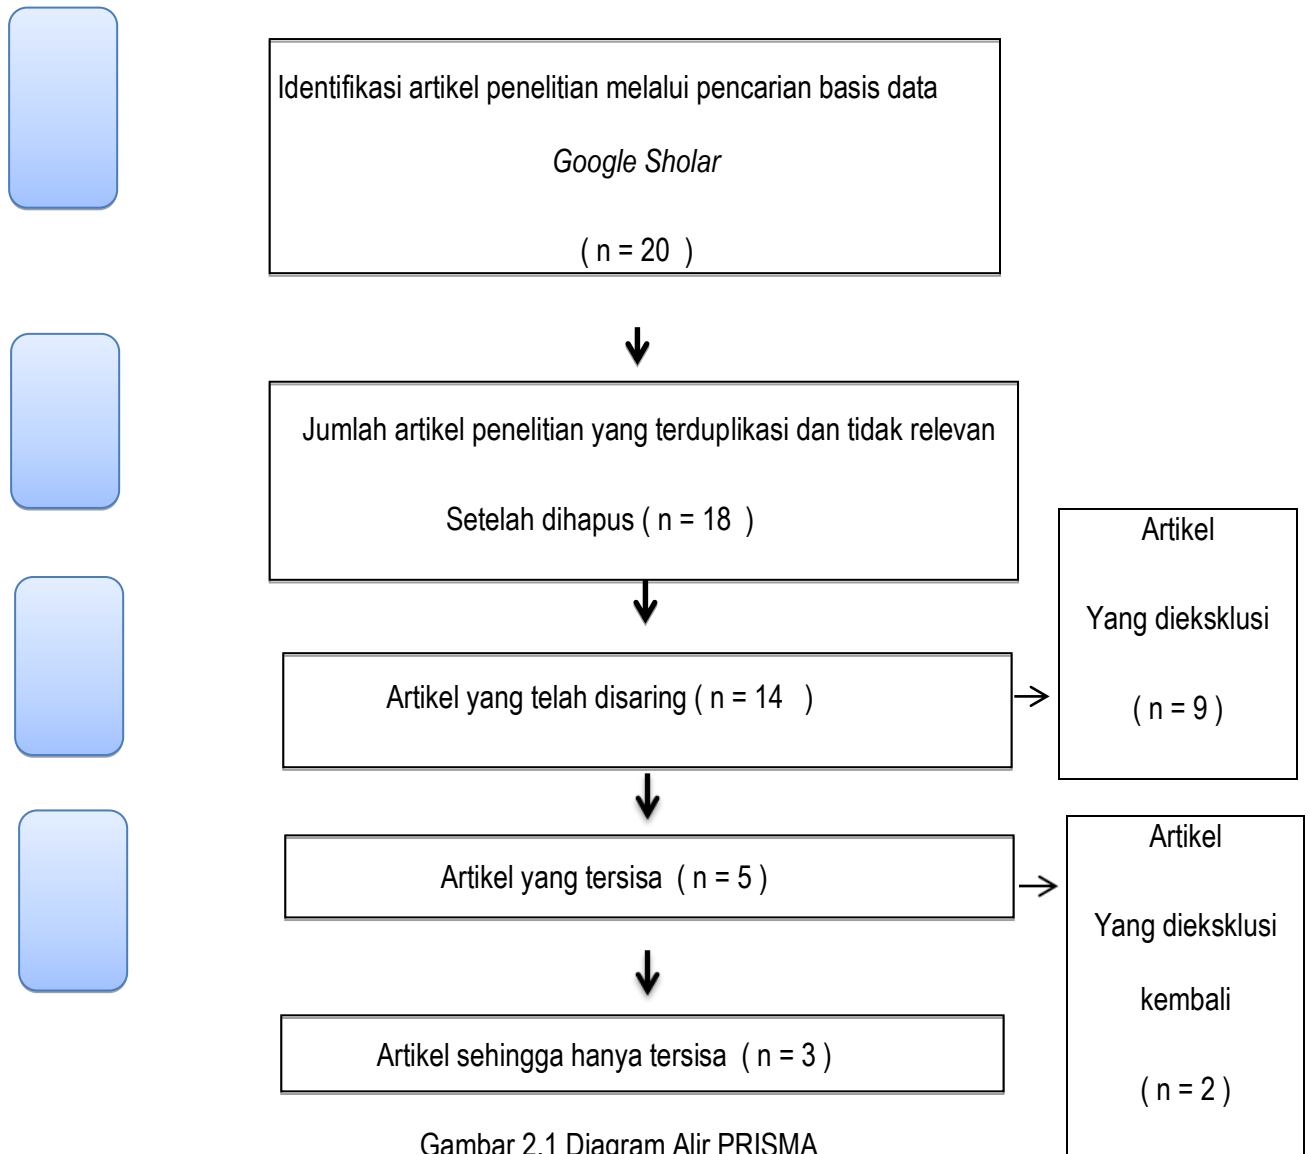 Identifikasi artikel penelitian melalui pencarian basis data
Google Sholar
( n = 20 )
Jumlah artikel penelitian yang terduplikasi dan tidak relevan
Setelah dihapus ( n = 18 )
Artikel yang telah disaring ( n = 14 )
Artikel
Yang dieksklusi
( n = 9 )
Artikel yang tersisa ( n = 5 )
Artikel
Yang dieksklusi
kembali
( n = 2 )
Artikel sehingga hanya tersisa ( n = 3 )
Gambar 2.1 Diagram Alir PRISMA